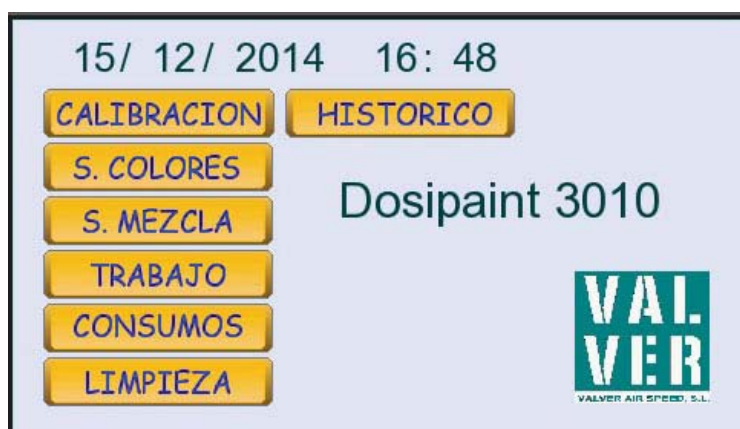 15/ 12/ 2014 16: 48
CALIBRACION HISTORICO
S. COLORES
S. MEZCLA
TRABAJO
CONSUMOS
LIMPIEZA
Dosipaint 3010
VAL
VER
VALVER AIR SPEED, S.L.